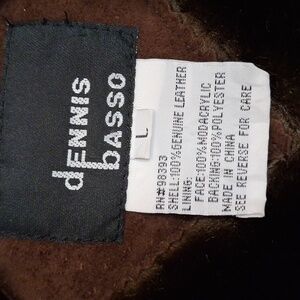 dENNIS
basso
L
RN#98393
SHELL:100%GENUINE LEATHER
LINING:
FACE:100%MODACRYLIC
BACKING:100%POLYESTER
MADE IN CHINA
SEE REVERSE FOR CARE